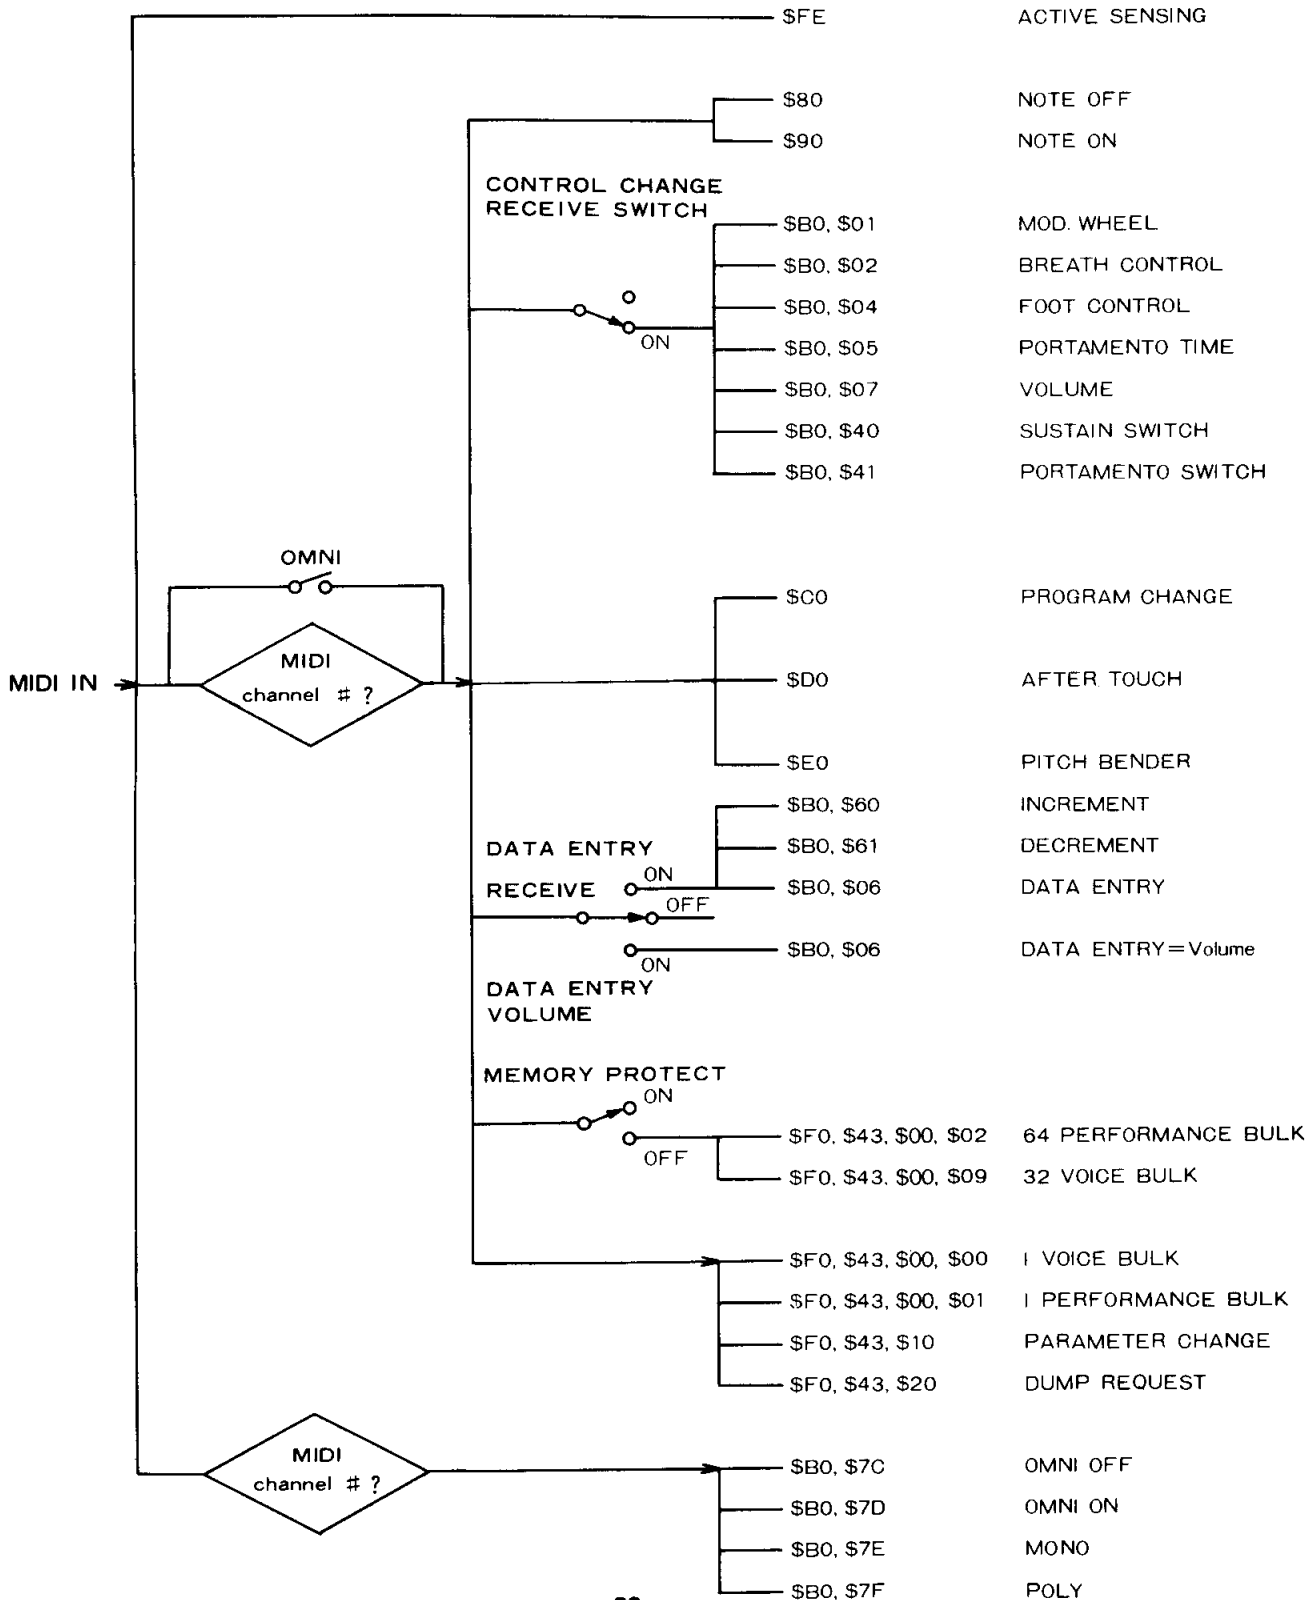 $FE ACTIVE SENSING
$80 NOTE OFF
$90 NOTE ON
CONTROL CHANGE
RECEIVE SWITCH
$B0, $01 MOD. WHEEL
$B0, $02 BREATH CONTROL
$B0, $04 FOOT CONTROL
ON
$B0, $05 PORTAMENTO TIME
$B0, $07 VOLUME
$B0, $40 SUSTAIN SWITCH
$B0, $41 PORTAMENTO SWITCH
OMNI
$C0 PROGRAM CHANGE
MIDI IN
MIDI
channel # ?
$D0 AFTER TOUCH
$E0 PITCH BENDER
$B0, $60 INCREMENT
DATA ENTRY
RECEIVE
$B0, $61 DECREMENT
ON
$B0, $06 DATA ENTRY
OFF
$B0, $06 DATA ENTRY=Volume
ON
DATA ENTRY
VOLUME
MEMORY PROTECT
ON
$F0, $43, $00, $02 64 PERFORMANCE BULK
OFF
$F0, $43, $00, $09 32 VOICE BULK
$F0, $43, $00, $00 1 VOICE BULK
$F0, $43, $00, $01 1 PERFORMANCE BULK
$F0, $43, $10 PARAMETER CHANGE
$F0, $43, $20 DUMP REQUEST
MIDI
channel # ?
$B0, $7C OMNI OFF
$B0, $7D OMNI ON
$B0, $7E MONO
$B0, $7F POLY